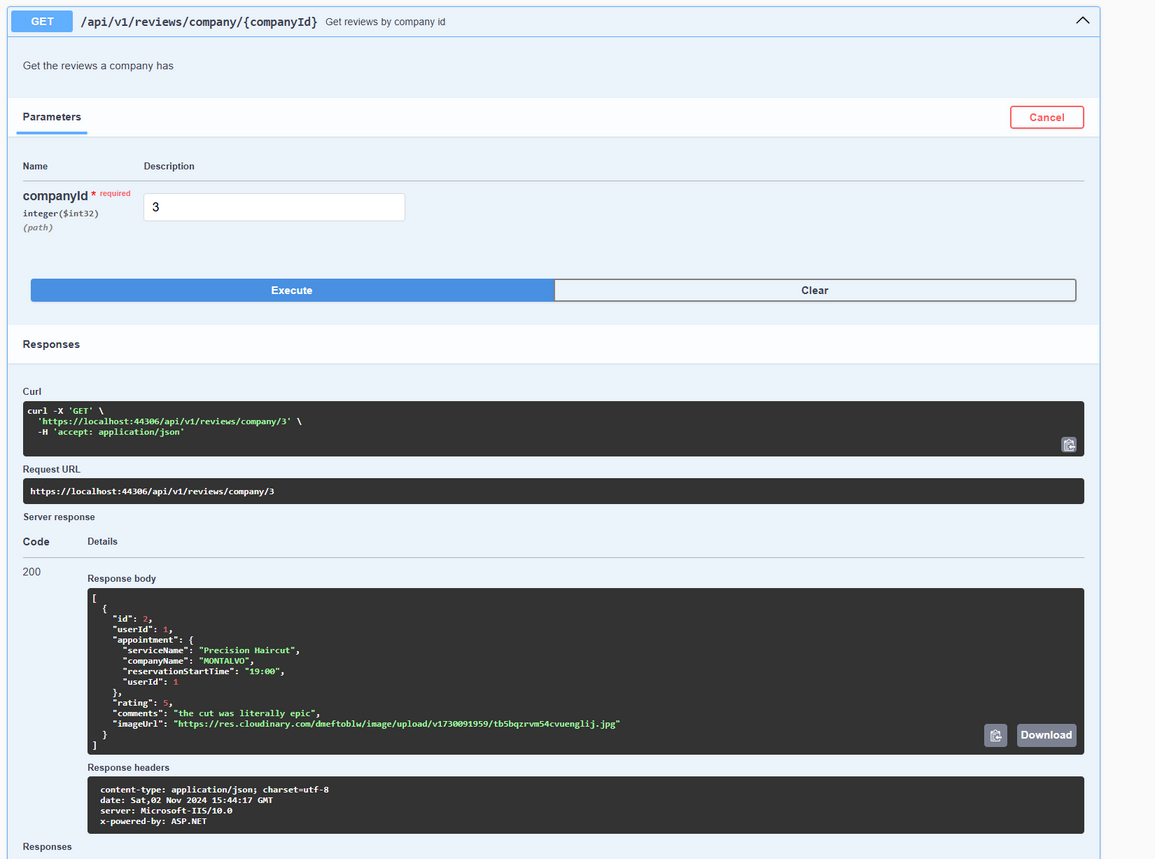 GET /api/v1/reviews/company/{companyId} Get reviews by company id
Get the reviews a company has
Parameters
Cancel
Name Description
companyId * required
integer($int32)
(path)
3
Execute Clear
Responses
Curl
curl -X 'GET' \
'https://localhost:44306/api/v1/reviews/company/3' \
-H 'accept: application/json'
Request URL
https://localhost:44306/api/v1/reviews/company/3
Server response
Code Details
200
Response body
[
{
"id": 2,
"userId": 1,
"appointment": {
"serviceName": "Precision Haircut",
"companyName": "MONTALVO",
"reservationStartTime": "19:00",
"userId": 1
},
"rating": 5,
"comments": "the cut was literally epic",
"imageUrl": "https://res.cloudinary.com/dmeftoblw/image/upload/v1730091959/tb5bqzrvm54cvuenglij.jpg"
}
]
Download
Response headers
content-type: application/json; charset=utf-8
date: Sat,02 Nov 2024 15:44:17 GMT
server: Microsoft-IIS/10.0
x-powered-by: ASP.NET
Responses